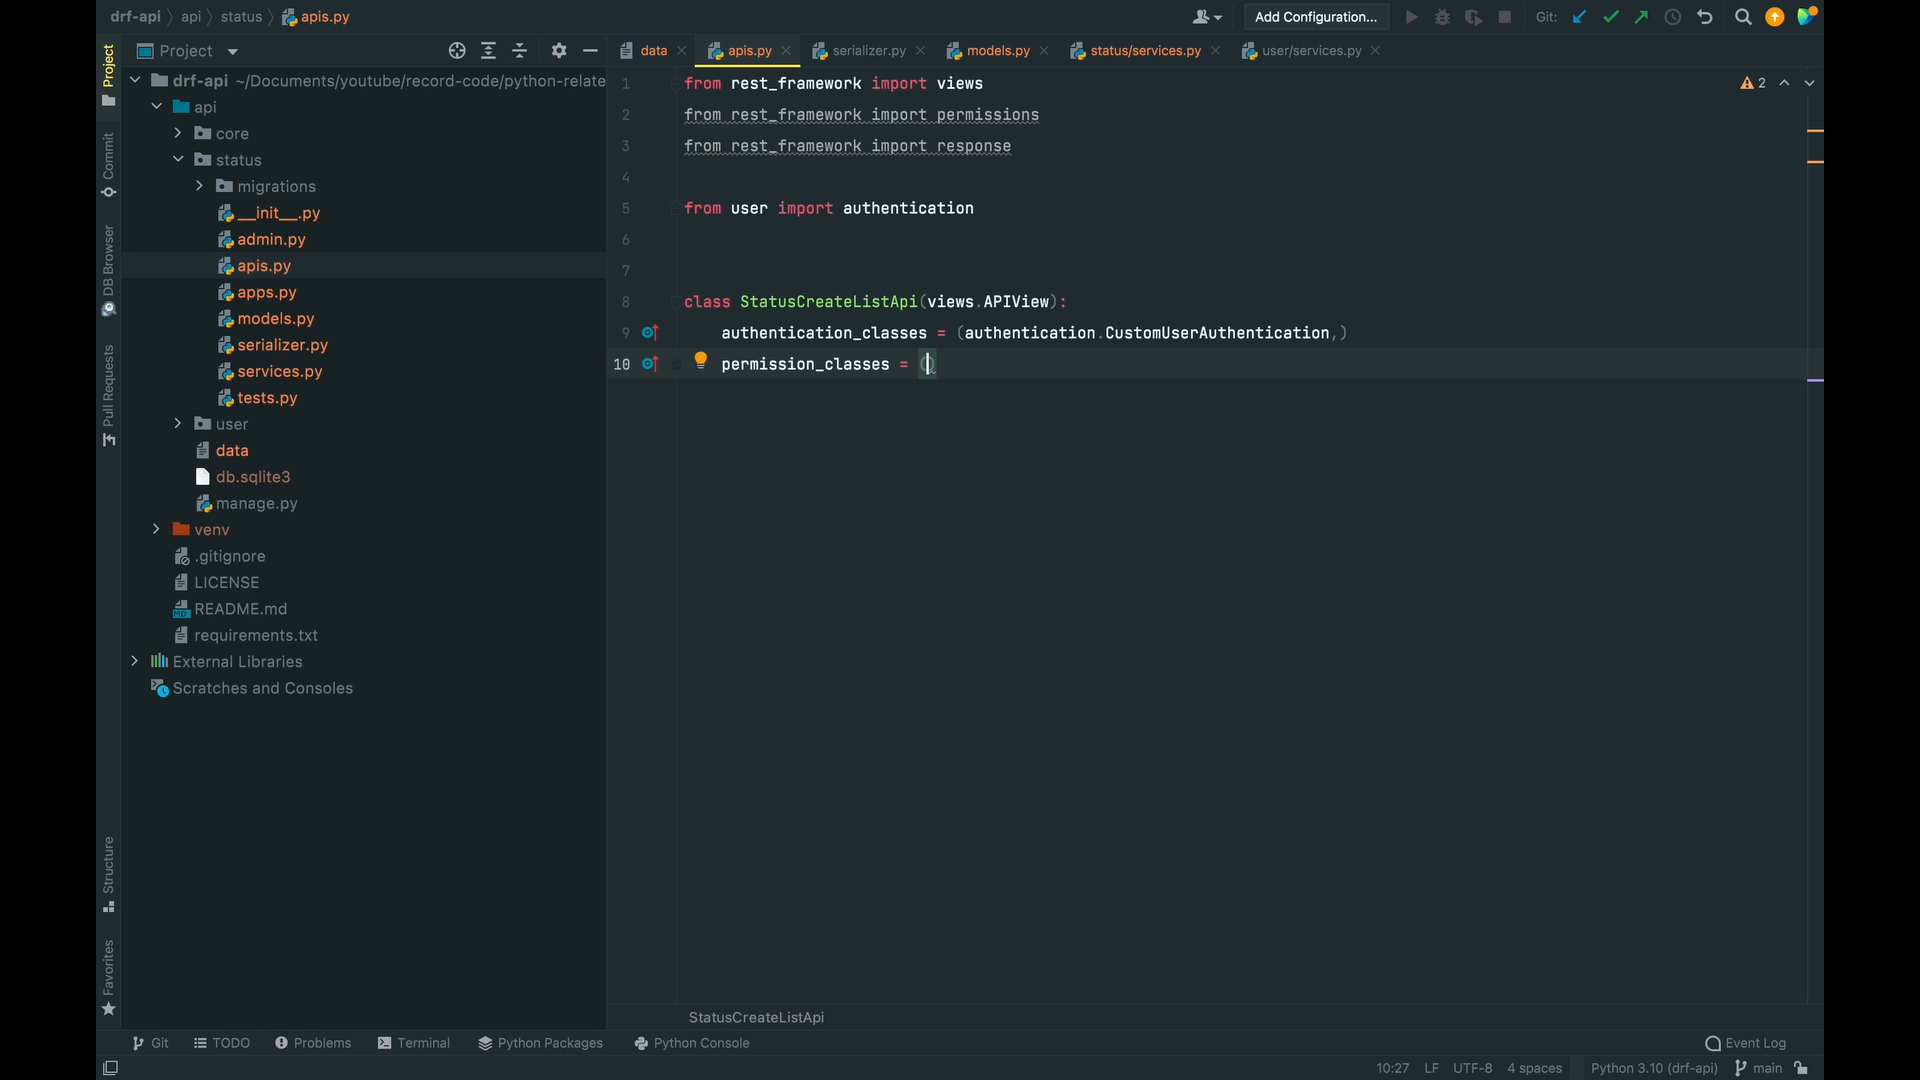 drf-api api status apis.py Add Configuration... Git:
Project data apis.py serializer.py models.py status/services.py user/services.py
Project
Commit
DB Browser
Pull Requests
Structure
Favorites
drf-api ~/Documents/youtube/record-code/python-relate
api
core
status
migrations
__init__.py
admin.py
apis.py
apps.py
models.py
serializer.py
services.py
tests.py
user
data
db.sqlite3
manage.py
venv
.gitignore
LICENSE
README.md
requirements.txt
External Libraries
Scratches and Consoles
1 from rest_framework import views
2 from rest_framework import permissions
3 from rest_framework import response
4
5 from user import authentication
6
7
8 class StatusCreateListApi(views.APIView):
9 authentication_classes = (authentication.CustomUserAuthentication,)
10 permission_classes = ()
2
StatusCreateListApi
Git TODO Problems Terminal Python Packages Python Console Event Log
10:27 LF UTF-8 4 spaces Python 3.10 (drf-api) main